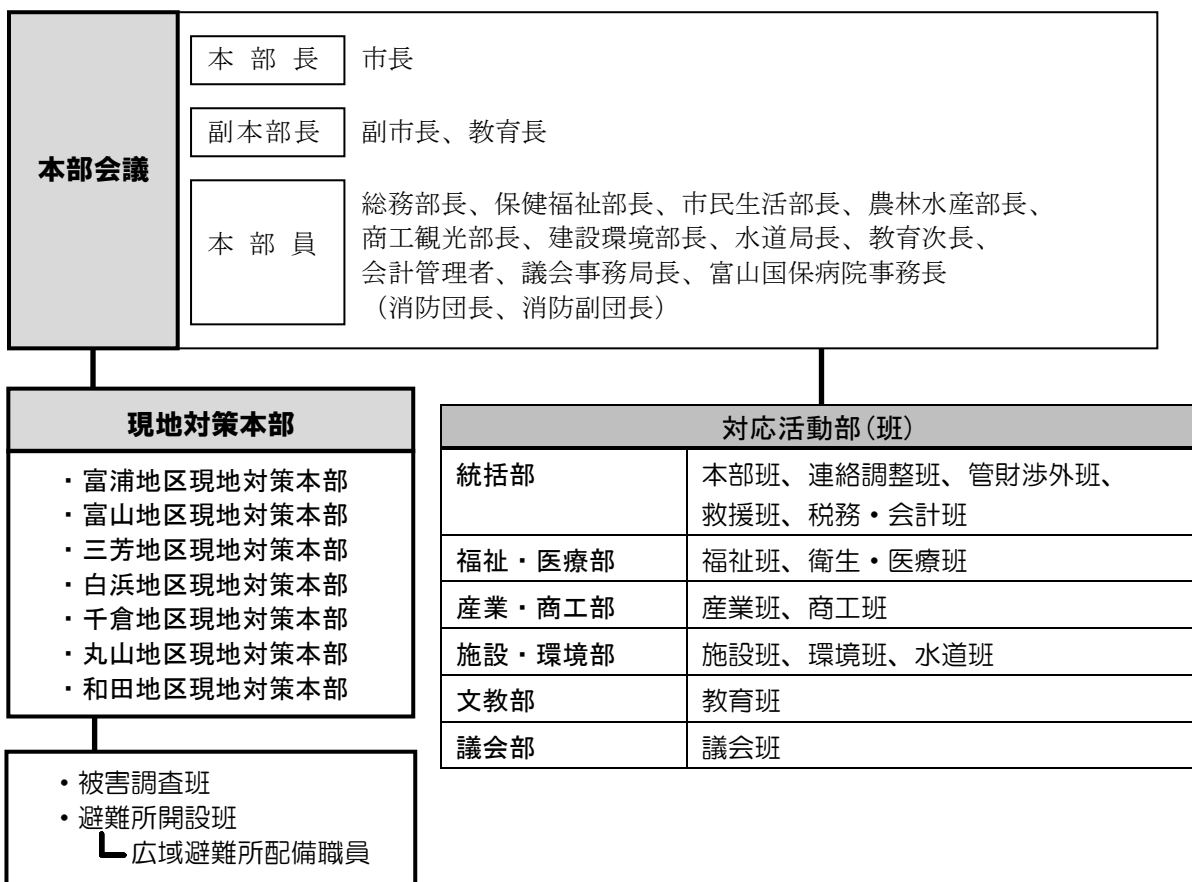 本部会議
本 部 長 市長
副本部長 副市長、教育長
本 部 員
総務部長、保健福祉部長、市民生活部長、農林水産部長、
商工観光部長、建設環境部長、水道局長、教育次長、
会計管理者、議会事務局長、富山国保病院事務長
（消防団長、消防副団長）
現地対策本部
・富浦地区現地対策本部
・富山地区現地対策本部
・三芳地区現地対策本部
・白浜地区現地対策本部
・千倉地区現地対策本部
・丸山地区現地対策本部
・和田地区現地対策本部
・被害調査班
・避難所開設班
広域避難所配備職員
対応活動部(班)
統括部 本部班、連絡調整班、管財渉外班、
救援班、税務・会計班
福祉・医療部 福祉班、衛生・医療班
産業・商工部 産業班、商工班
施設・環境部 施設班、環境班、水道班
文教部 教育班
議会部 議会班